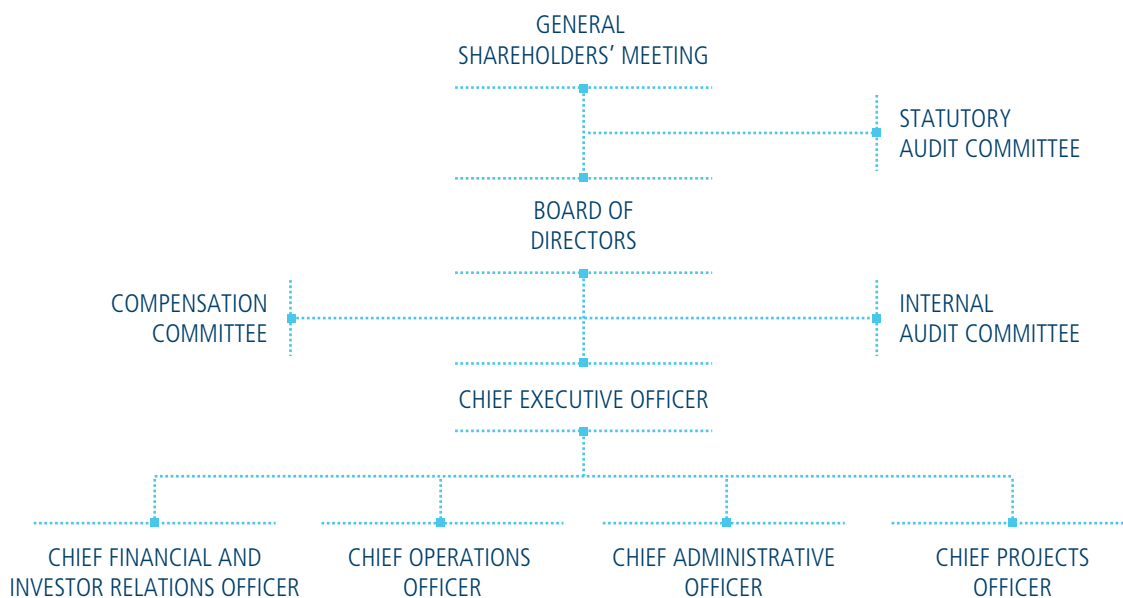 GENERAL
SHAREHOLDERS’ MEETING
STATUTORY
AUDIT COMMITTEE
BOARD OF
DIRECTORS
COMPENSATION
COMMITTEE
INTERNAL
AUDIT COMMITTEE
CHIEF EXECUTIVE OFFICER
CHIEF FINANCIAL AND
INVESTOR RELATIONS OFFICER
CHIEF OPERATIONS
OFFICER
CHIEF ADMINISTRATIVE
OFFICER
CHIEF PROJECTS
OFFICER